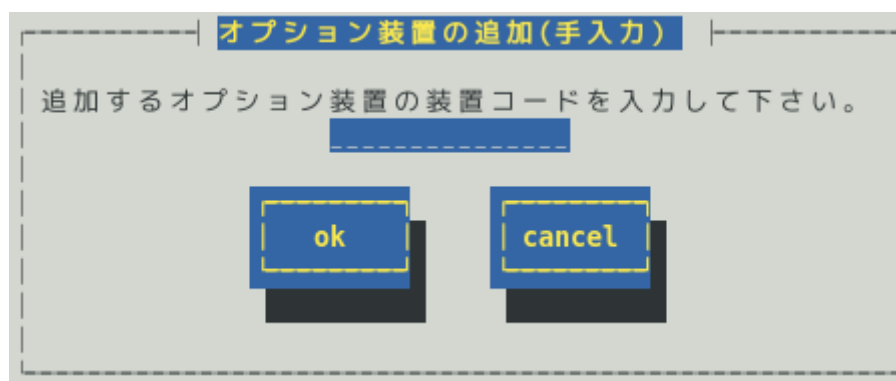 オプション装置の追加(手入力)
追加するオプション装置の装置コードを入力して下さい。
_______________
ok cancel